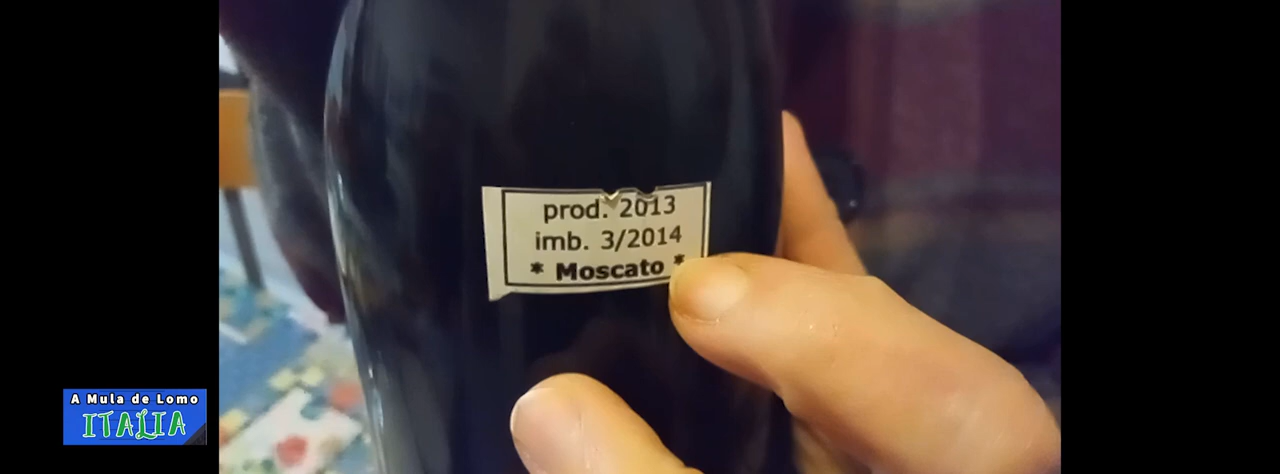 prod. 2013
imb. 3/2014
* Moscato *
A Mula de Lomo
ITALIA